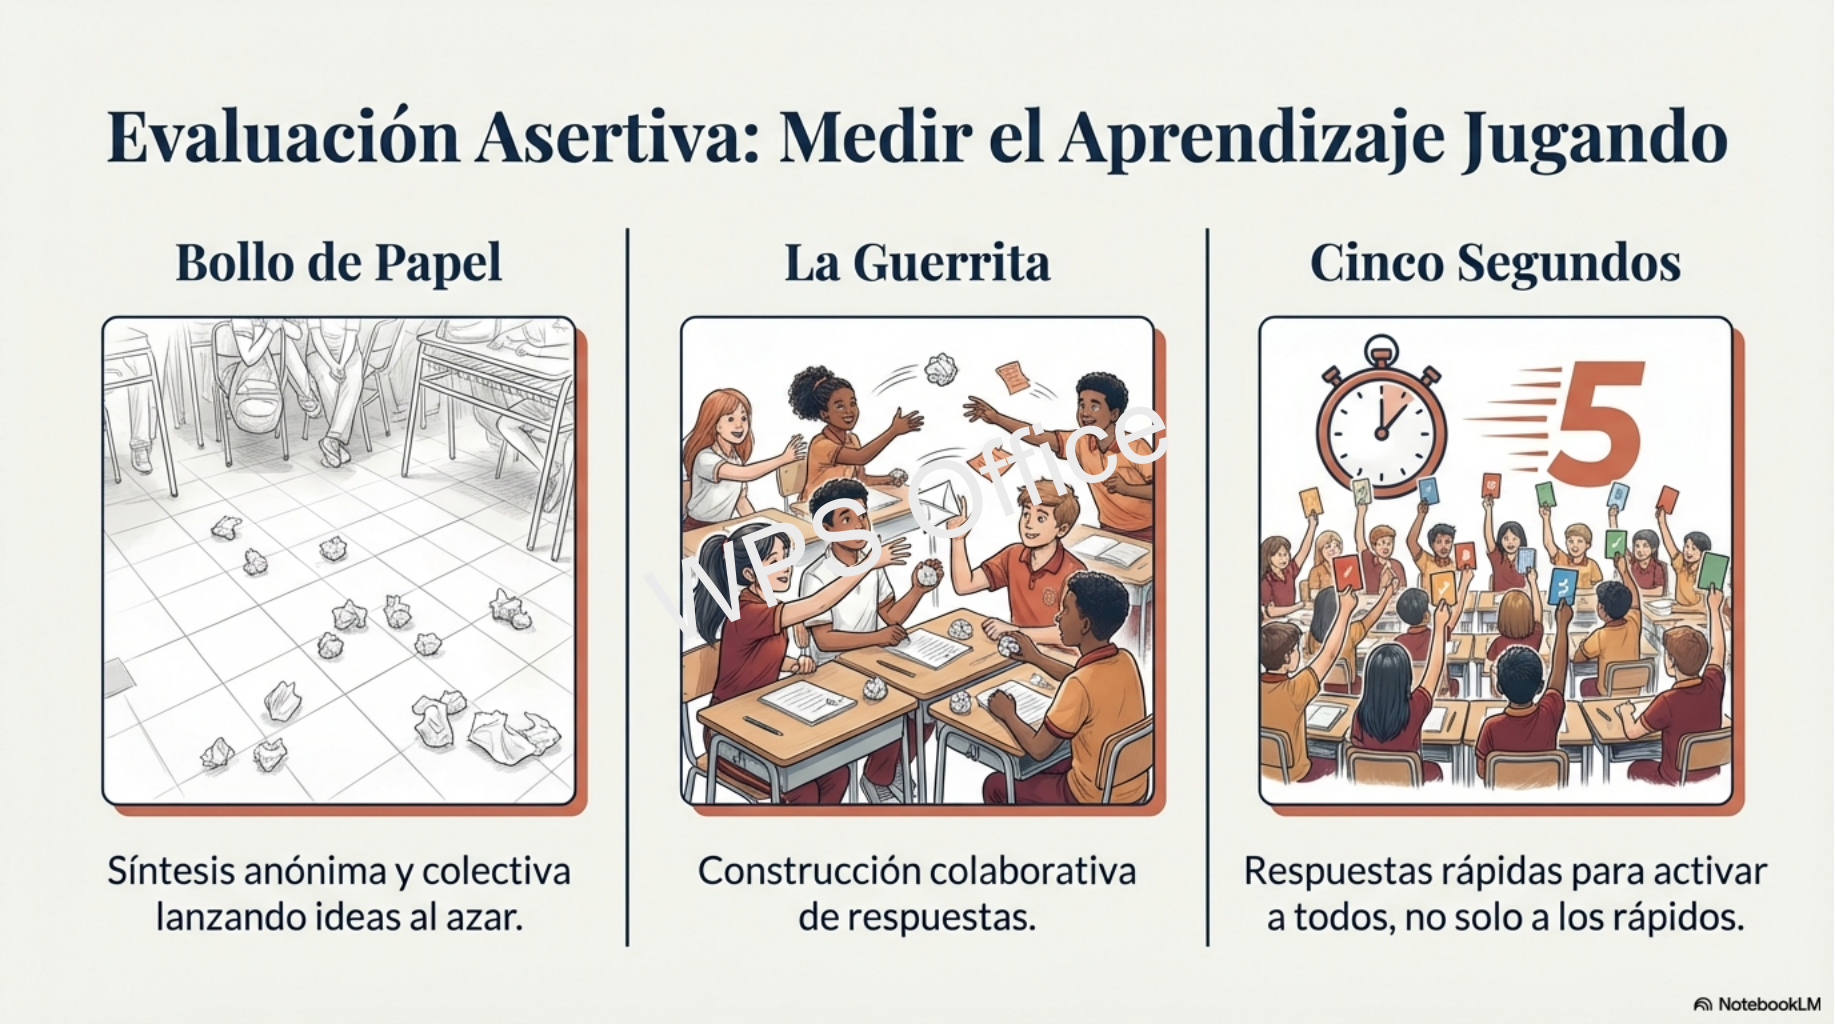 Evaluación Asertiva: Medir el Aprendizaje Jugando
Bollo de Papel
Síntesis anónima y colectiva
lanzando ideas al azar.
La Guerrita
Construcción colaborativa
de respuestas.
Cinco Segundos
5
Respuestas rápidas para activar
a todos, no solo a los rápidos.
WPS Office
NotebookLM